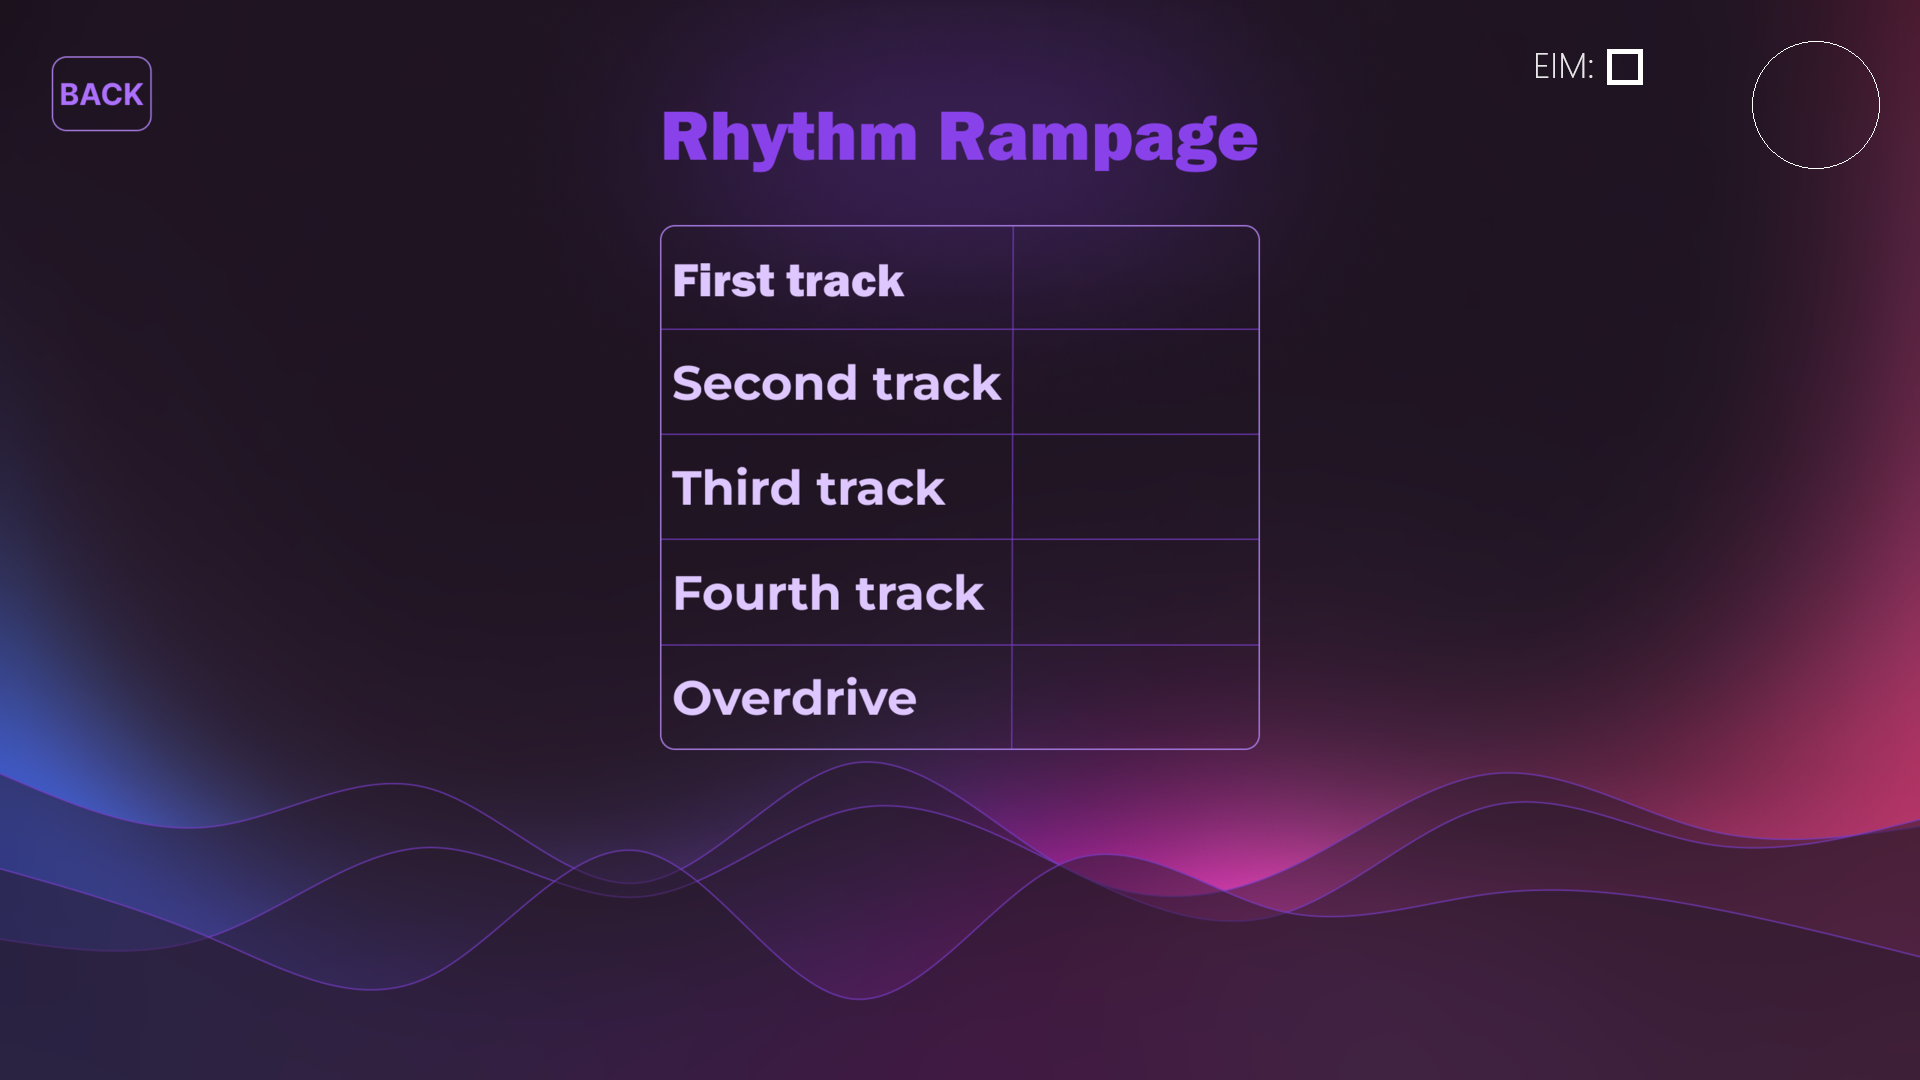 BACK
EIM:
Rhythm Rampage
First track
Second track
Third track
Fourth track
Overdrive